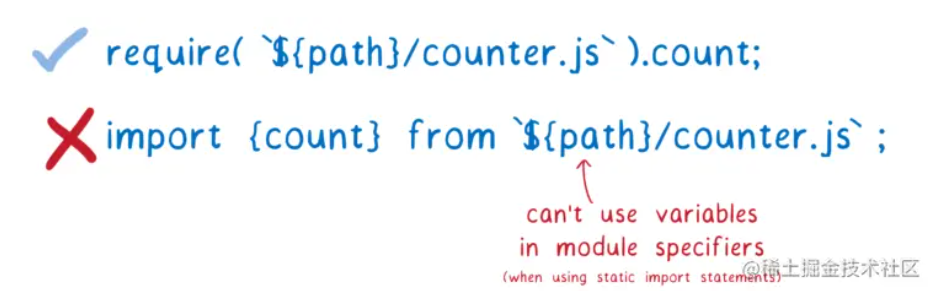 require( `${path}/counter.js` ).count;
import {count} from `${path}/counter.js` ;
can't use variables
in module specifiers
(when using static import statements)
@稀土掘金技术社区